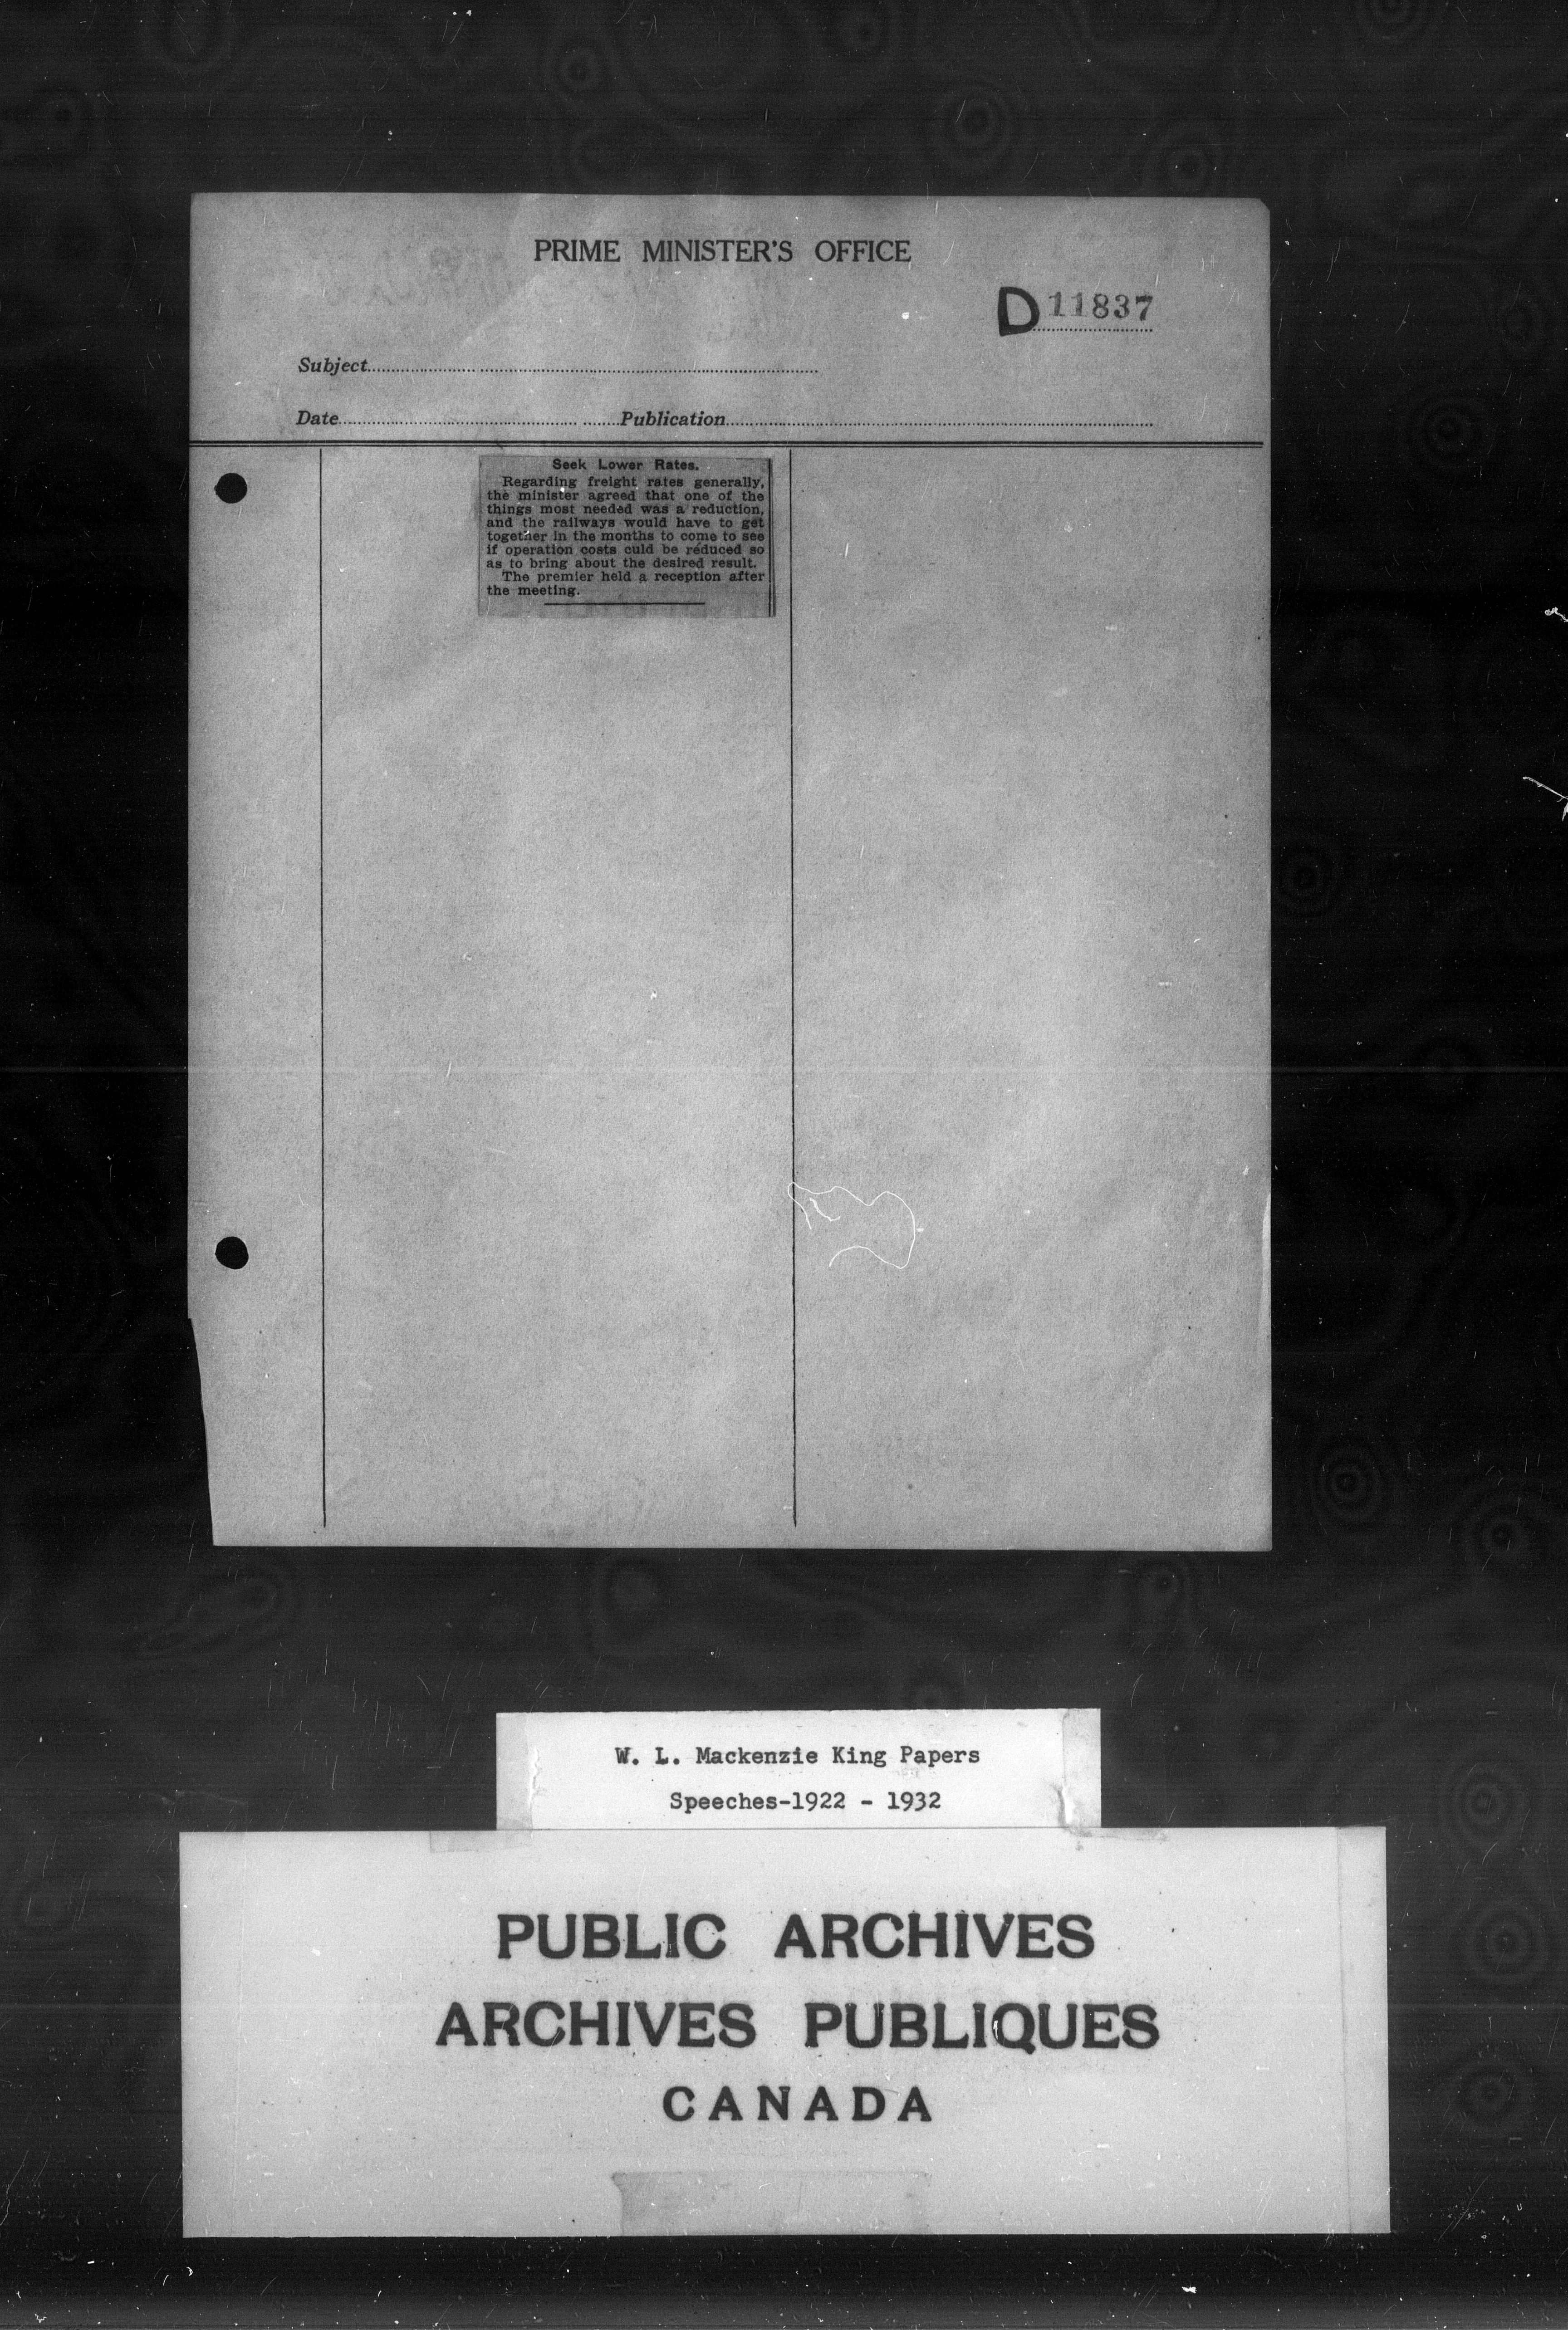 PRIME MINISTER'S OFFICE
D 11837
Subject
Date Publication
Seek Lower Rates.
Regarding freight rates generally,
the minister agreed that one of the
things most needed was a reduction,
and the railways would have to get
together in the months to come to see
if operation costs culd be reduced so
as to bring about the desired result.
The premier held a reception after
the meeting.
W. L. Mackenzie King Papers
Speeches-1922 - 1932
PUBLIC ARCHIVES
ARCHIVES PUBLIQUES
CANADA